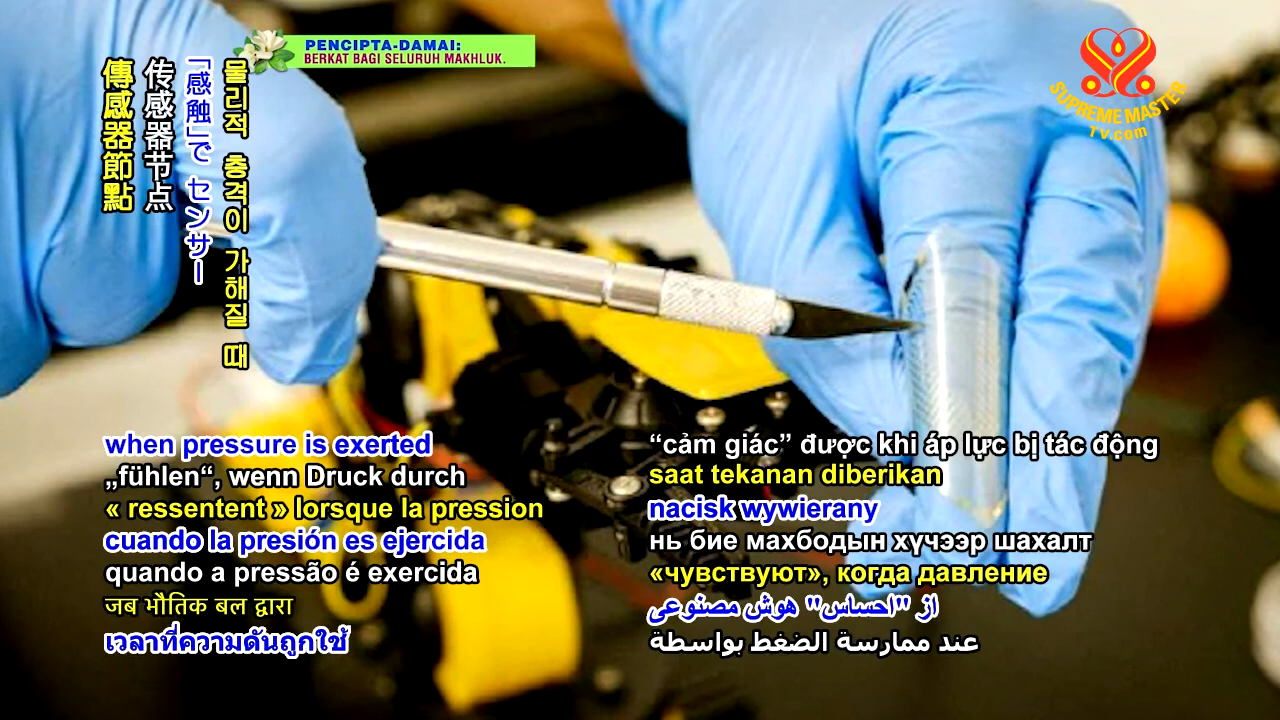 PENCIPTA-DAMAI:
BERKAT BAGI SELURUH MAKHLUK.
SUPREME MASTER
TV.com
傳感器節點
传感器节点
「感触」で センサー
물리적 충격이 가해질 때
when pressure is exerted
„fühlen“, wenn Druck durch
« ressentent » lorsque la pression
cuando la presión es ejercida
quando a pressão é exercida
जब भौतिक बल द्वारा
เวลาที่ความดันถูกใช้
“cảm giác” được khi áp lực bị tác động
saat tekanan diberikan
nacisk wywierany
нь бие махбодын хүчээр шахалт
«чувствуют», когда давление
از "احساس" هوش مصنوعی
عند ممارسة الضغط بواسطة